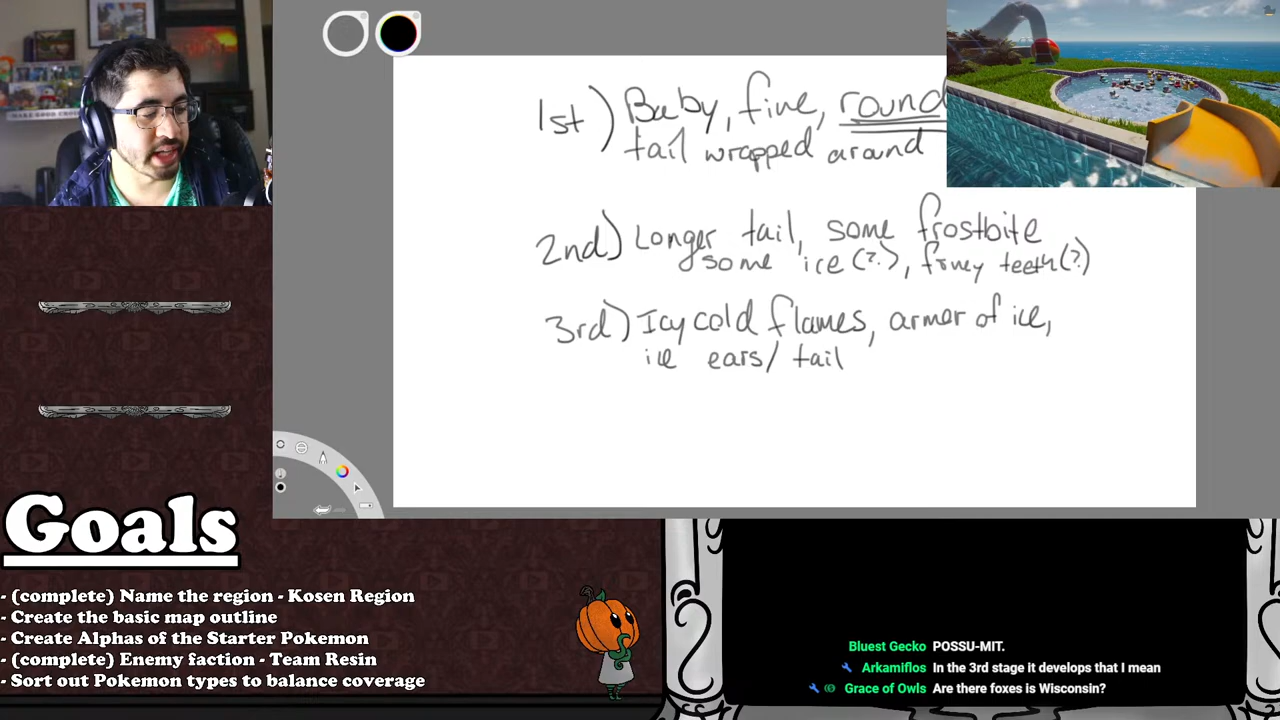 1st) Baby, fire, round
tail wrapped around
2nd) Longer tail, some frostbite
some ice (?), teeth (?)
3rd) Icy cold flames, armor of ice,
ice ears/ tail
Goals
- (complete) Name the region - Kosen Region
- Create the basic map outline
- Create Alphas of the Starter Pokemon
- (complete) Enemy faction - Team Resin
- Sort out Pokemon types to balance coverage
Bluest Gecko POSSU-MIT.
Arkamiflos In the 3rd stage it develops that I mean
Grace of Owls Are there foxes is Wisconsin?